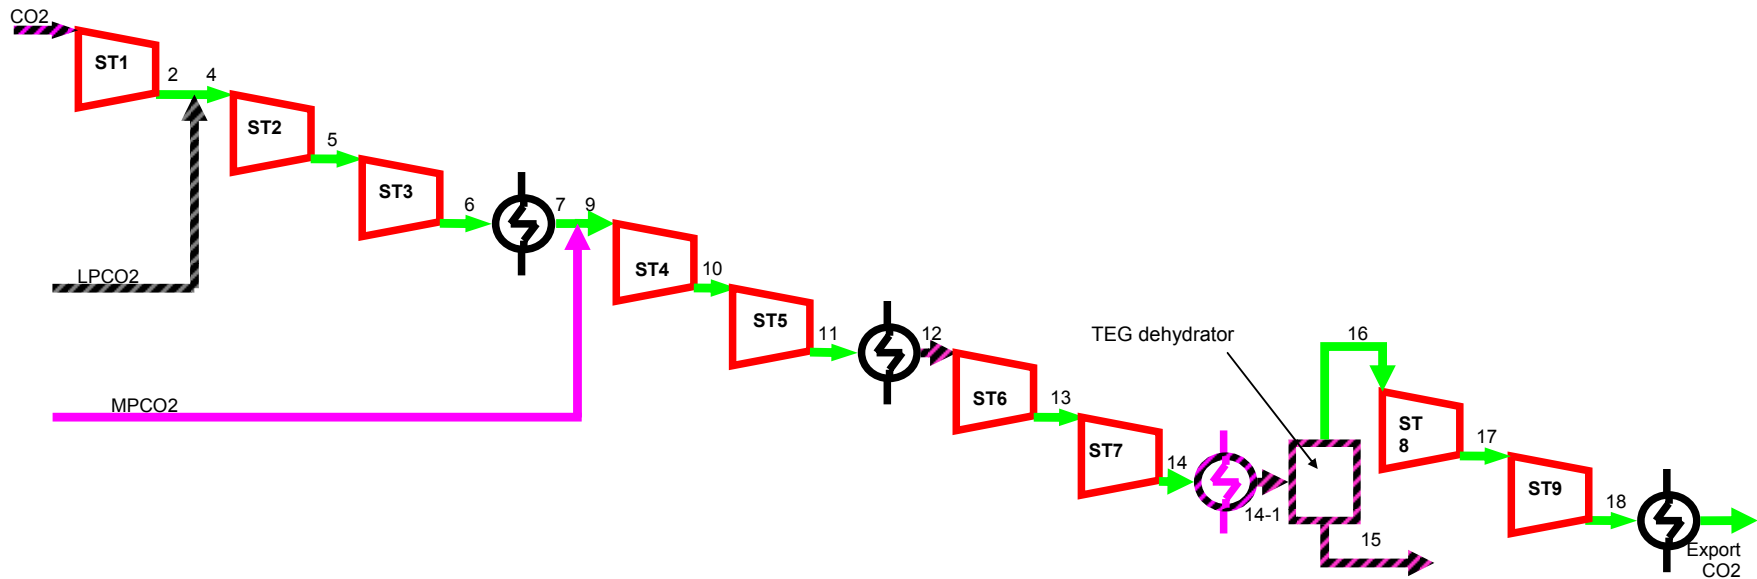 CO2
ST1
2
4
ST2
5
ST3
6
7
9
LPCO2
ST4
10
MPCO2
ST5
11
12
ST6
13
ST7
14
14-1
TEG dehydrator
15
16
ST
8
17
ST9
18
Export
CO2